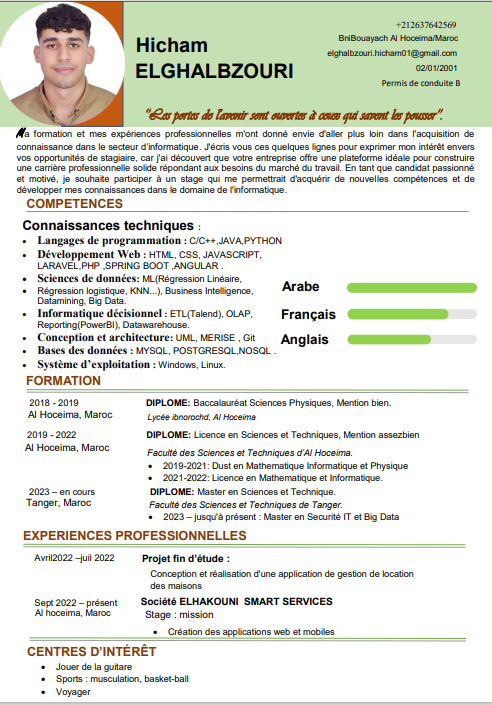 Hicham
ELGHALBZOURI
+212637642569
BniBouayach Al Hoceima/Maroc
elghalbzouri.hicham01@gmail.com
02/01/2001
Permis de conduite B
"Les portes de l'avenir sont ouvertes à ceux qui savent les pousser".
Ma formation et mes expériences professionnelles m'ont donné envie d'aller plus loin dans l'acquisition de
connaissance dans le secteur d'informatique. J'écris vous ces quelques lignes pour exprimer mon intérêt envers
vos opportunités de stagiaire, car j'ai découvert que votre entreprise offre une plateforme idéale pour construire
une carrière professionnelle solide répondant aux besoins du marché du travail. En tant que candidat passionné
et motivé, je souhaite participer à un stage qui me permettrait d'acquérir de nouvelles compétences et de
développer mes connaissances dans le domaine de l'informatique.
COMPETENCES
Connaissances techniques :
• Langages de programmation : C/C++,JAVA,PYTHON
• Développement Web : HTML, CSS, JAVASCRIPT,
LARAVEL,PHP ,SPRING BOOT ,ANGULAR .
• Sciences de données: ML(Régression Linéaire,
• Régression logistique, KNN...), Business Intelligence,
Datamining, Big Data.
• Informatique décisionnel : ETL(Talend), OLAP,
Reporting(PowerBI), Datawarehouse.
• Conception et architecture: UML, MERISE , Git
• Bases des données : MYSQL, POSTGRESQL,NOSQL .
• Système d'exploitation : Windows, Linux.
Arabe
Français
Anglais
FORMATION
2018 - 2019
Al Hoceima, Maroc
DIPLOME: Baccalauréat Sciences Physiques, Mention bien.
Lycée ibnorochd, Al Hoceima
2019 - 2022
Al Hoceima, Maroc
DIPLOME: Licence en Sciences et Techniques, Mention assezbien
Faculté des Sciences et Techniques d'Al Hoceima.
• 2019-2021: Dust en Mathematique Informatique et Physique
• 2021-2022: Licence en Mathematique et Informatique.
2023 – en cours
Tanger, Maroc
DIPLOME: Master en Sciences et Technique.
Faculté des Sciences et Techniques de Tanger.
• 2023 – jusqu'à présent : Master en Securité IT et Big Data
EXPERIENCES PROFESSIONNELLES
Avril2022 –juil 2022
Projet fin d'étude :
Conception et réalisation d'une application de gestion de location
des maisons
Sept 2022 – présent
Al hoceima, Maroc
Société ELHAKOUNI SMART SERVICES
Stage : mission
• Création des applications web et mobiles
CENTRES D'INTÉRÊT
• Jouer de la guitare
• Sports : musculation, basket-ball
• Voyager